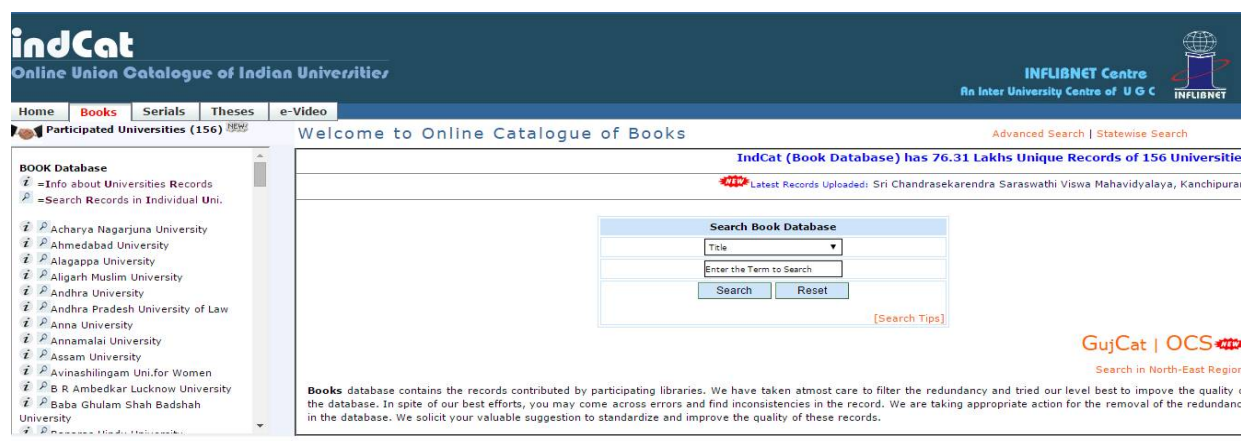 indCat
Online Union Catalogue of Indian Universities
INFLIBNET Centre
An Inter University Centre of U G C
INFLIBNET
Home Books Serials Theses e-Video
Participated Universities (156) NEW
Welcome to Online Catalogue of Books
Advanced Search | Statewise Search
BOOK Database
i =Info about Universities Records
=Search Records in Individual Uni.
i Acharya Nagarjuna University
i Ahmedabad University
i Alagappa University
i Aligarh Muslim University
i Andhra University
i Andhra Pradesh University of Law
i Anna University
i Annamalai University
i Assam University
i Avinashilingam Uni.for Women
i B R Ambedkar Lucknow University
i Baba Ghulam Shah Badshah
University
IndCat (Book Database) has 76.31 Lakhs Unique Records of 156 Universitie
NEW Latest Records Uploaded: Sri Chandrasekarendra Saraswathi Viswa Mahavidyalaya, Kanchipura
Search Book Database
Title
Enter the Term to Search
Search Reset
[Search Tips]
GujCat | OCS NEW
Search in North-East Region
Books database contains the records contributed by participating libraries. We have taken atmost care to filter the redundancy and tried our level best to impove the quality o
the database. In spite of our best efforts, you may come across errors and find inconsistencies in the record. We are taking appropriate action for the removal of the redundanc
in the database. We solicit your valuable suggestion to standardize and improve the quality of these records.